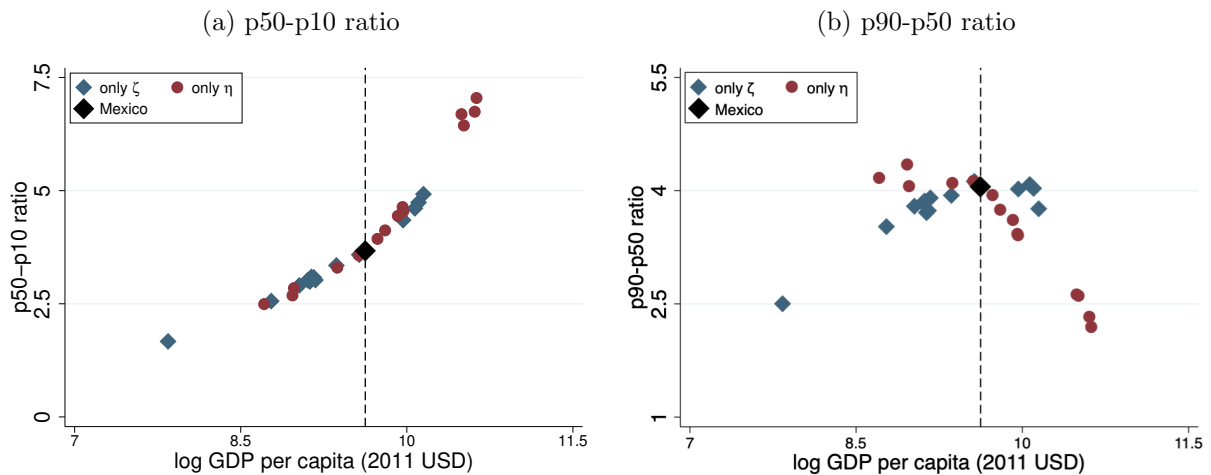 (a) p50-p10 ratio
7.5
5
2.5
0
p50−p10 ratio
only ζ
only η
Mexico
7
8.5
10
11.5
log GDP per capita (2011 USD)
(b) p90-p50 ratio
5.5
4
2.5
1
p90-p50 ratio
only ζ
only η
Mexico
7
8.5
10
11.5
log GDP per capita (2011 USD)